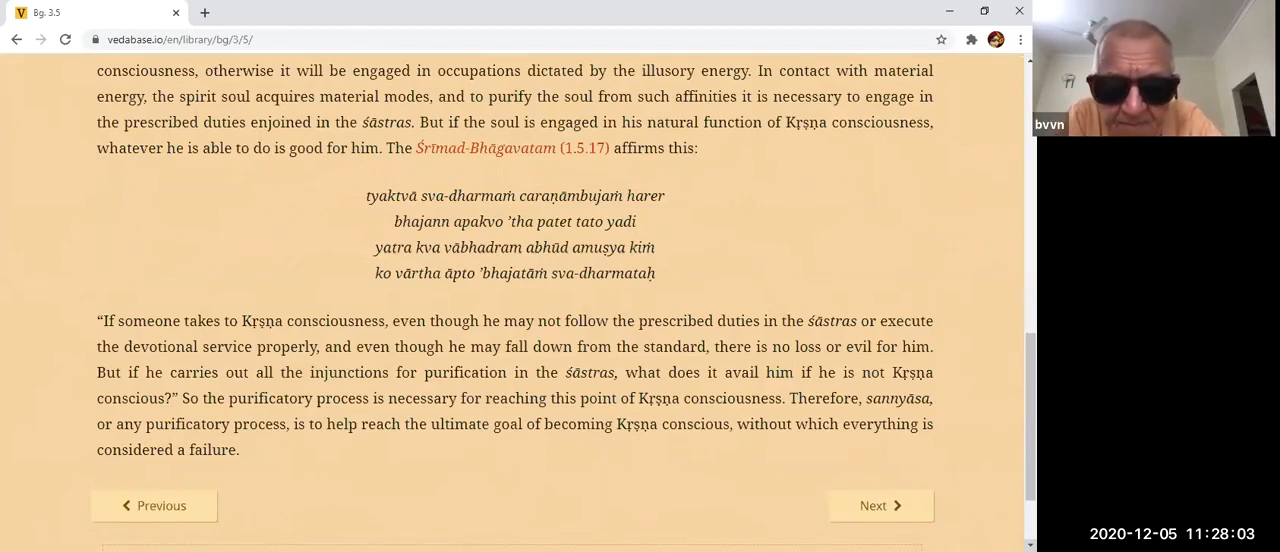 Bg. 3.5
vedabase.io/en/library/bg/3/5/
consciousness, otherwise it will be engaged in occupations dictated by the illusory energy. In contact with material
energy, the spirit soul acquires material modes, and to purify the soul from such affinities it is necessary to engage in
the prescribed duties enjoined in the śāstras. But if the soul is engaged in his natural function of Kṛṣṇa consciousness,
whatever he is able to do is good for him. The Śrīmad-Bhāgavatam (1.5.17) affirms this:
tyaktvā sva-dharmaṁ caraṇāmbujaṁ harer
bhajann apakvo ’tha patet tato yadi
yatra kva vābhadram abhūd amuṣya kiṁ
ko vārtha āpto ’bhajatāṁ sva-dharmataḥ
“If someone takes to Kṛṣṇa consciousness, even though he may not follow the prescribed duties in the śāstras or execute
the devotional service properly, and even though he may fall down from the standard, there is no loss or evil for him.
But if he carries out all the injunctions for purification in the śāstras, what does it avail him if he is not Kṛṣṇa
conscious?” So the purificatory process is necessary for reaching this point of Kṛṣṇa consciousness. Therefore, sannyāsa,
or any purificatory process, is to help reach the ultimate goal of becoming Kṛṣṇa conscious, without which everything is
considered a failure.
Previous
Next
bvvn
2020-12-05 11:28:03